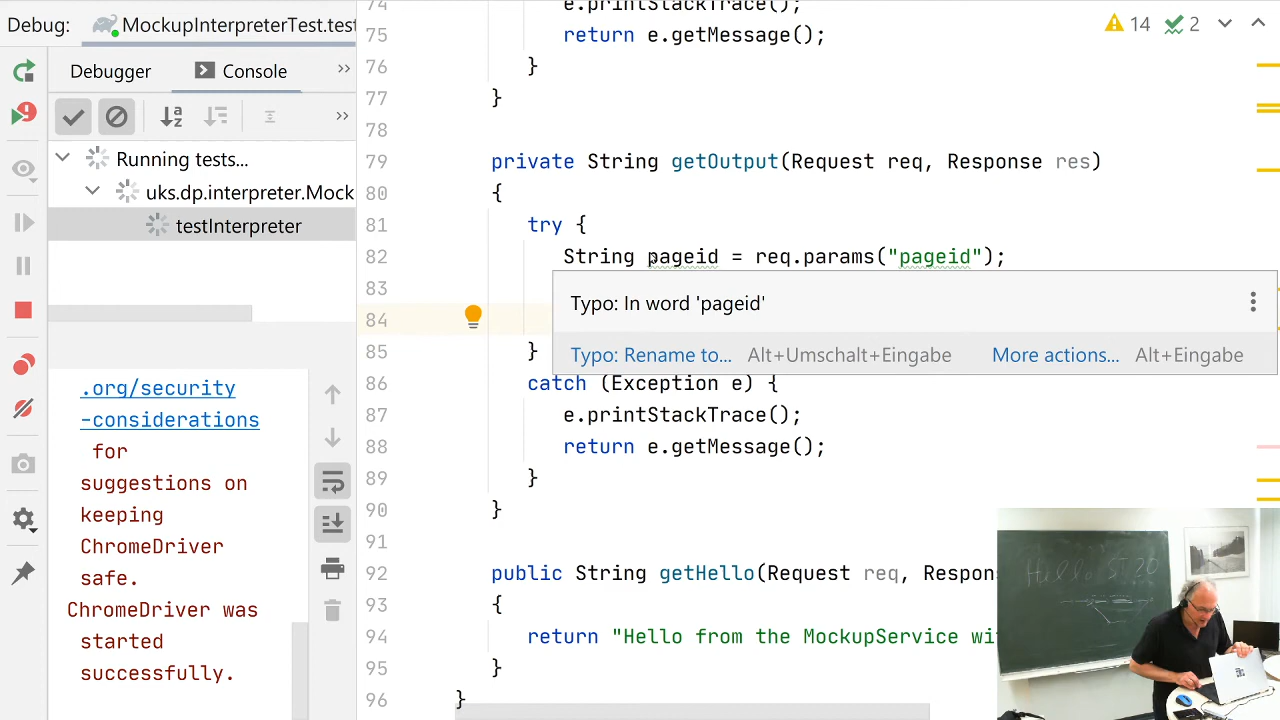 Debug: MockupInterpreterTest.test
Debugger
Console
Running tests...
uks.dp.interpreter.Mock
testInterpreter
.org/security
-considerations
for
suggestions on
keeping
ChromeDriver
safe.
ChromeDriver was
started
successfully.
14 2
74 e.printStackTrace();
75 return e.getMessage();
76 }
77 }
78
79 private String getOutput(Request req, Response res)
80 {
81 try {
82 String pageid = req.params("pageid");
83
84
Typo: In word 'pageid'
Typo: Rename to... Alt+Umschalt+Eingabe More actions... Alt+Eingabe
85 }
86 catch (Exception e) {
87 e.printStackTrace();
88 return e.getMessage();
89 }
90 }
91
92 public String getHello(Request req, Respon
93 {
94 return "Hello from the MockupService wi
95 }
96 }
Hello